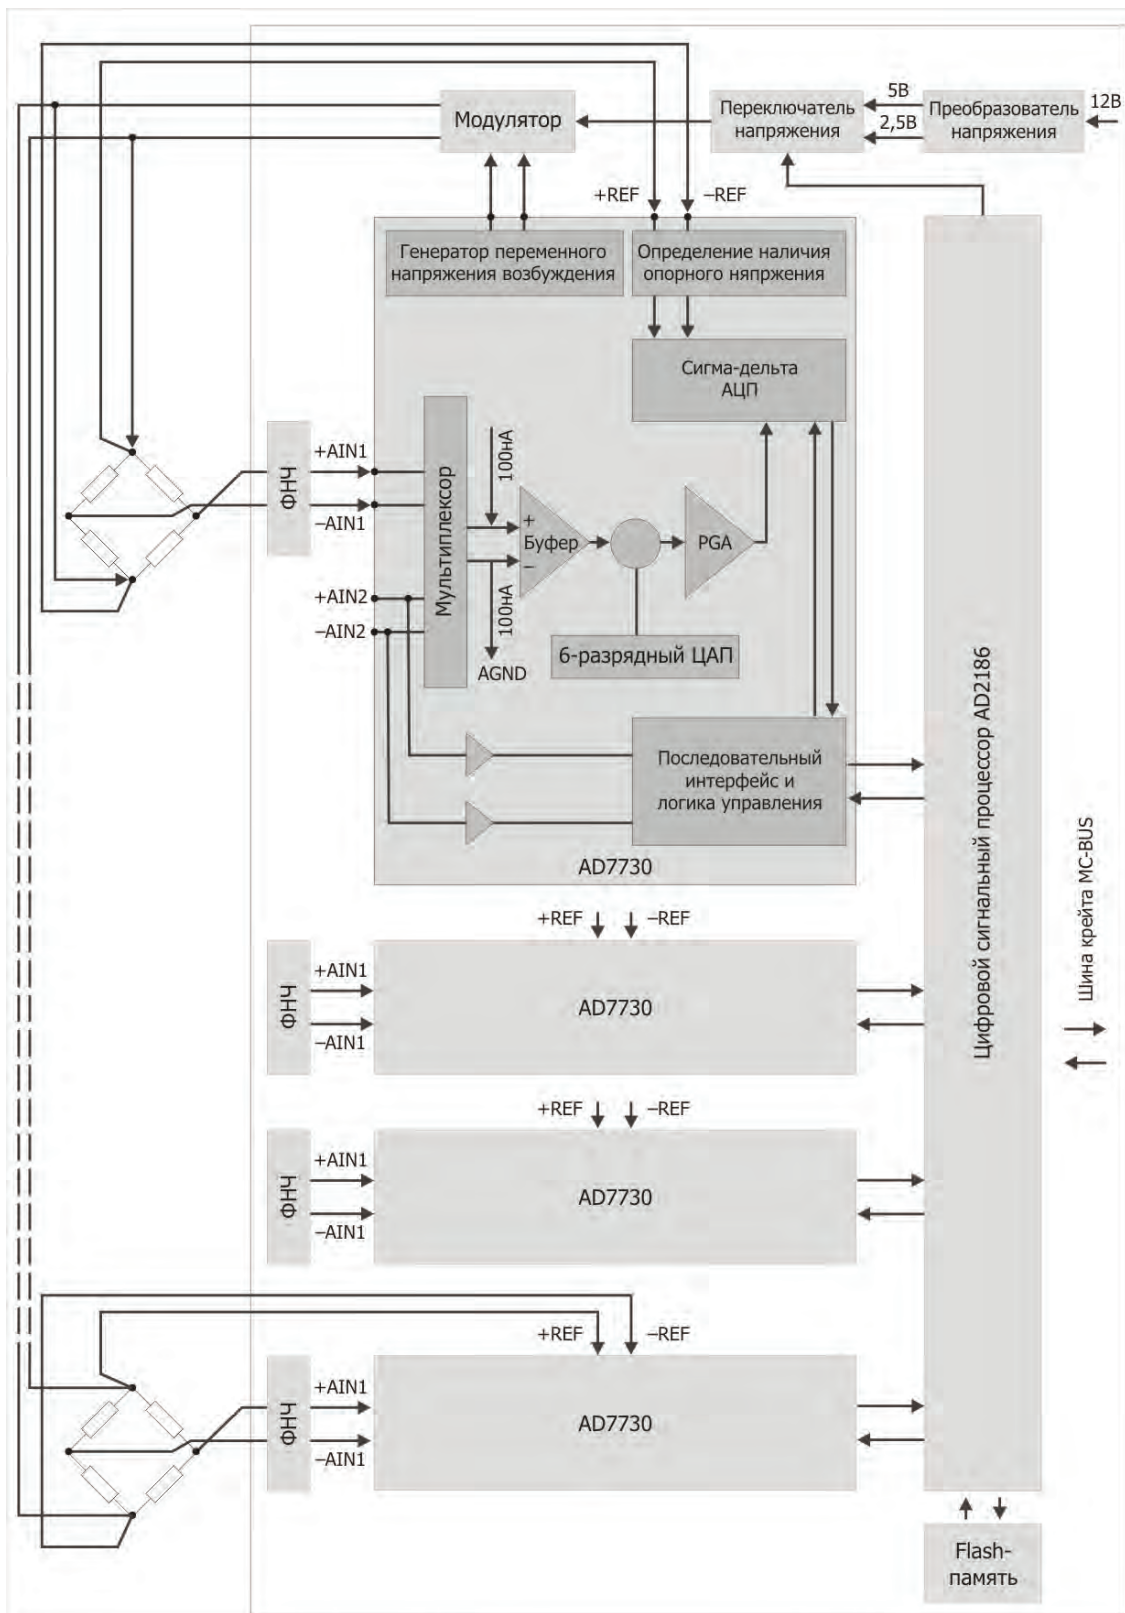 5В
12В
2,5В
Модулятор
Переключатель
напряжения
Преобразователь
напряжения
+REF
–REF
Генератор переменного
напряжения возбуждения
Определение наличия
опорного няпржения
Сигма-дельта
АЦП
ФНЧ
+AIN1
–AIN1
+AIN2
–AIN2
Мультиплексор
100нА
100нА
AGND
+
Буфер
–
PGA
6-разрядный ЦАП
Последовательный
интерфейс и
логика управления
AD7730
Цифровой сигнальный процессор AD2186
Шина крейта MC-BUS
+REF
–REF
ФНЧ
+AIN1
–AIN1
AD7730
+REF
–REF
ФНЧ
+AIN1
–AIN1
AD7730
+REF
–REF
ФНЧ
+AIN1
–AIN1
AD7730
Flash-
память